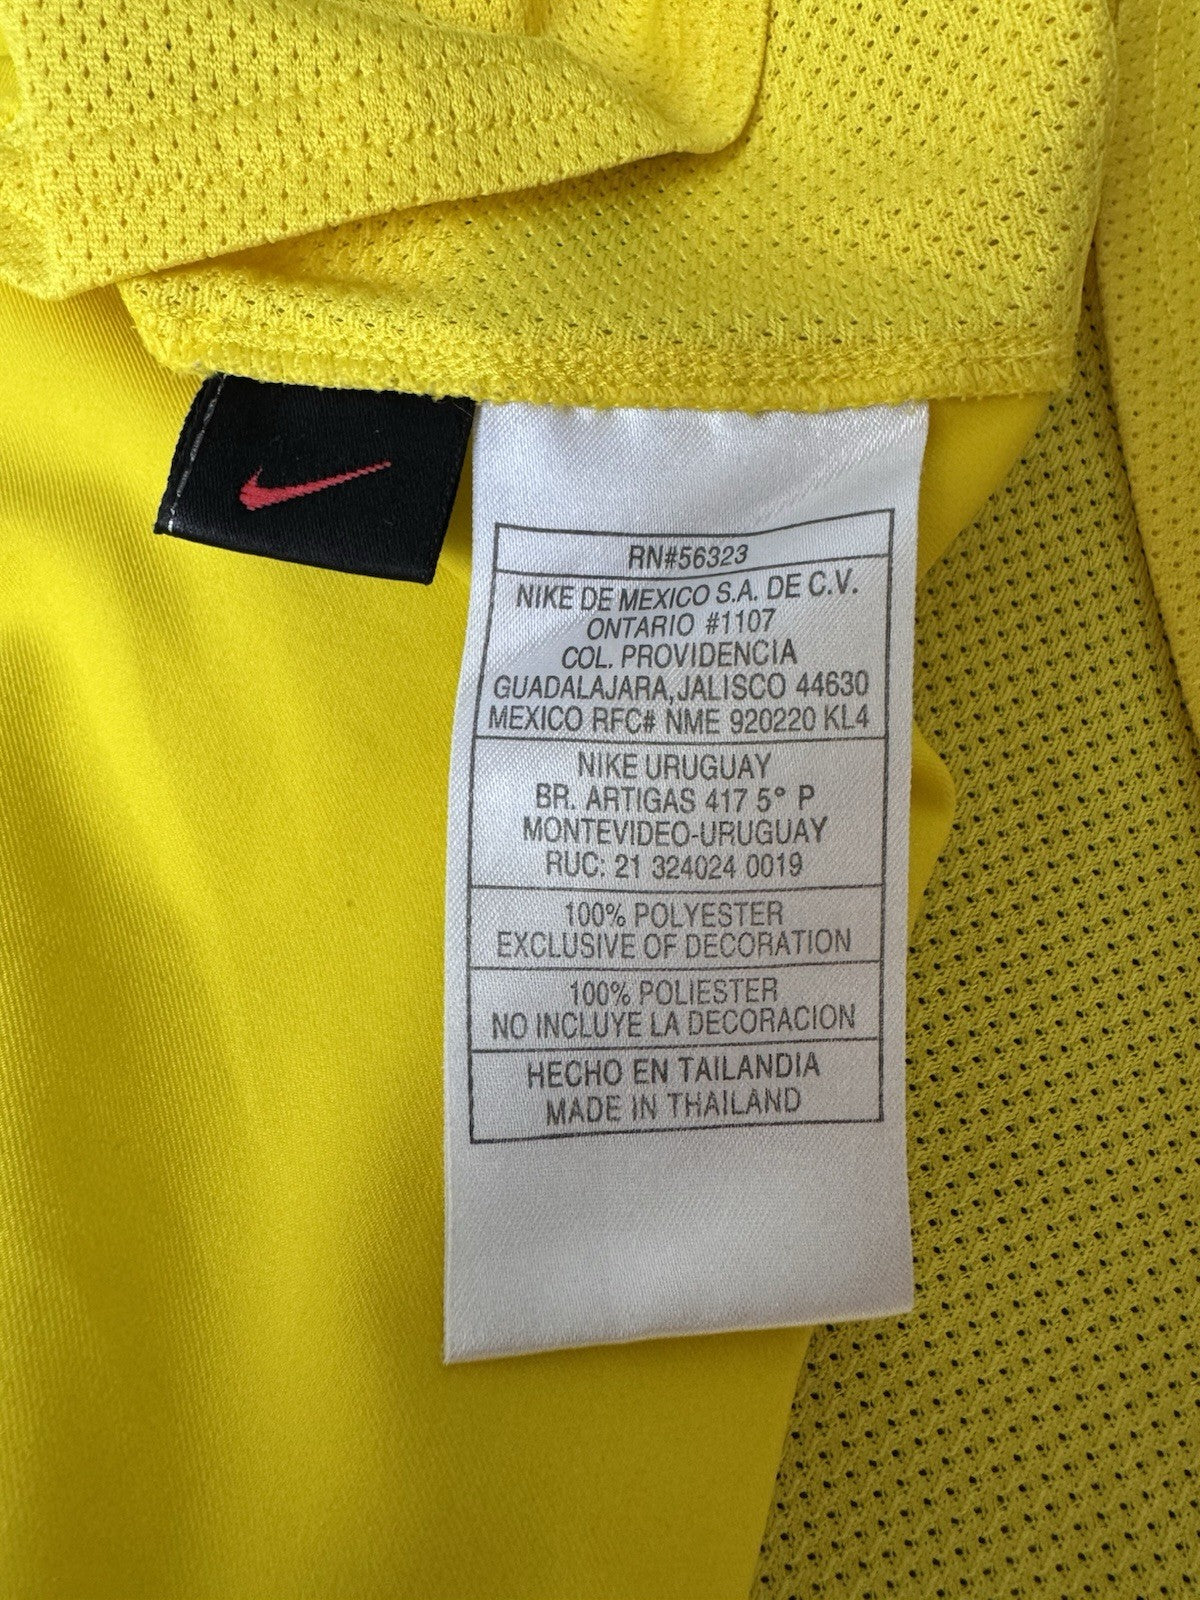 RN#56323
NIKE DE MEXICO S.A. DE C.V.
ONTARIO #1107
COL. PROVIDENCIA
GUADALAJARA, JALISCO 44630
MEXICO RFC# NME 920220 KL4
NIKE URUGUAY
BR. ARTIGAS 417 5° P
MONTEVIDEO-URUGUAY
RUC: 21 324024 0019
100% POLYESTER
EXCLUSIVE OF DECORATION
100% POLIESTER
NO INCLUYE LA DECORACION
HECHO EN TAILANDIA
MADE IN THAILAND